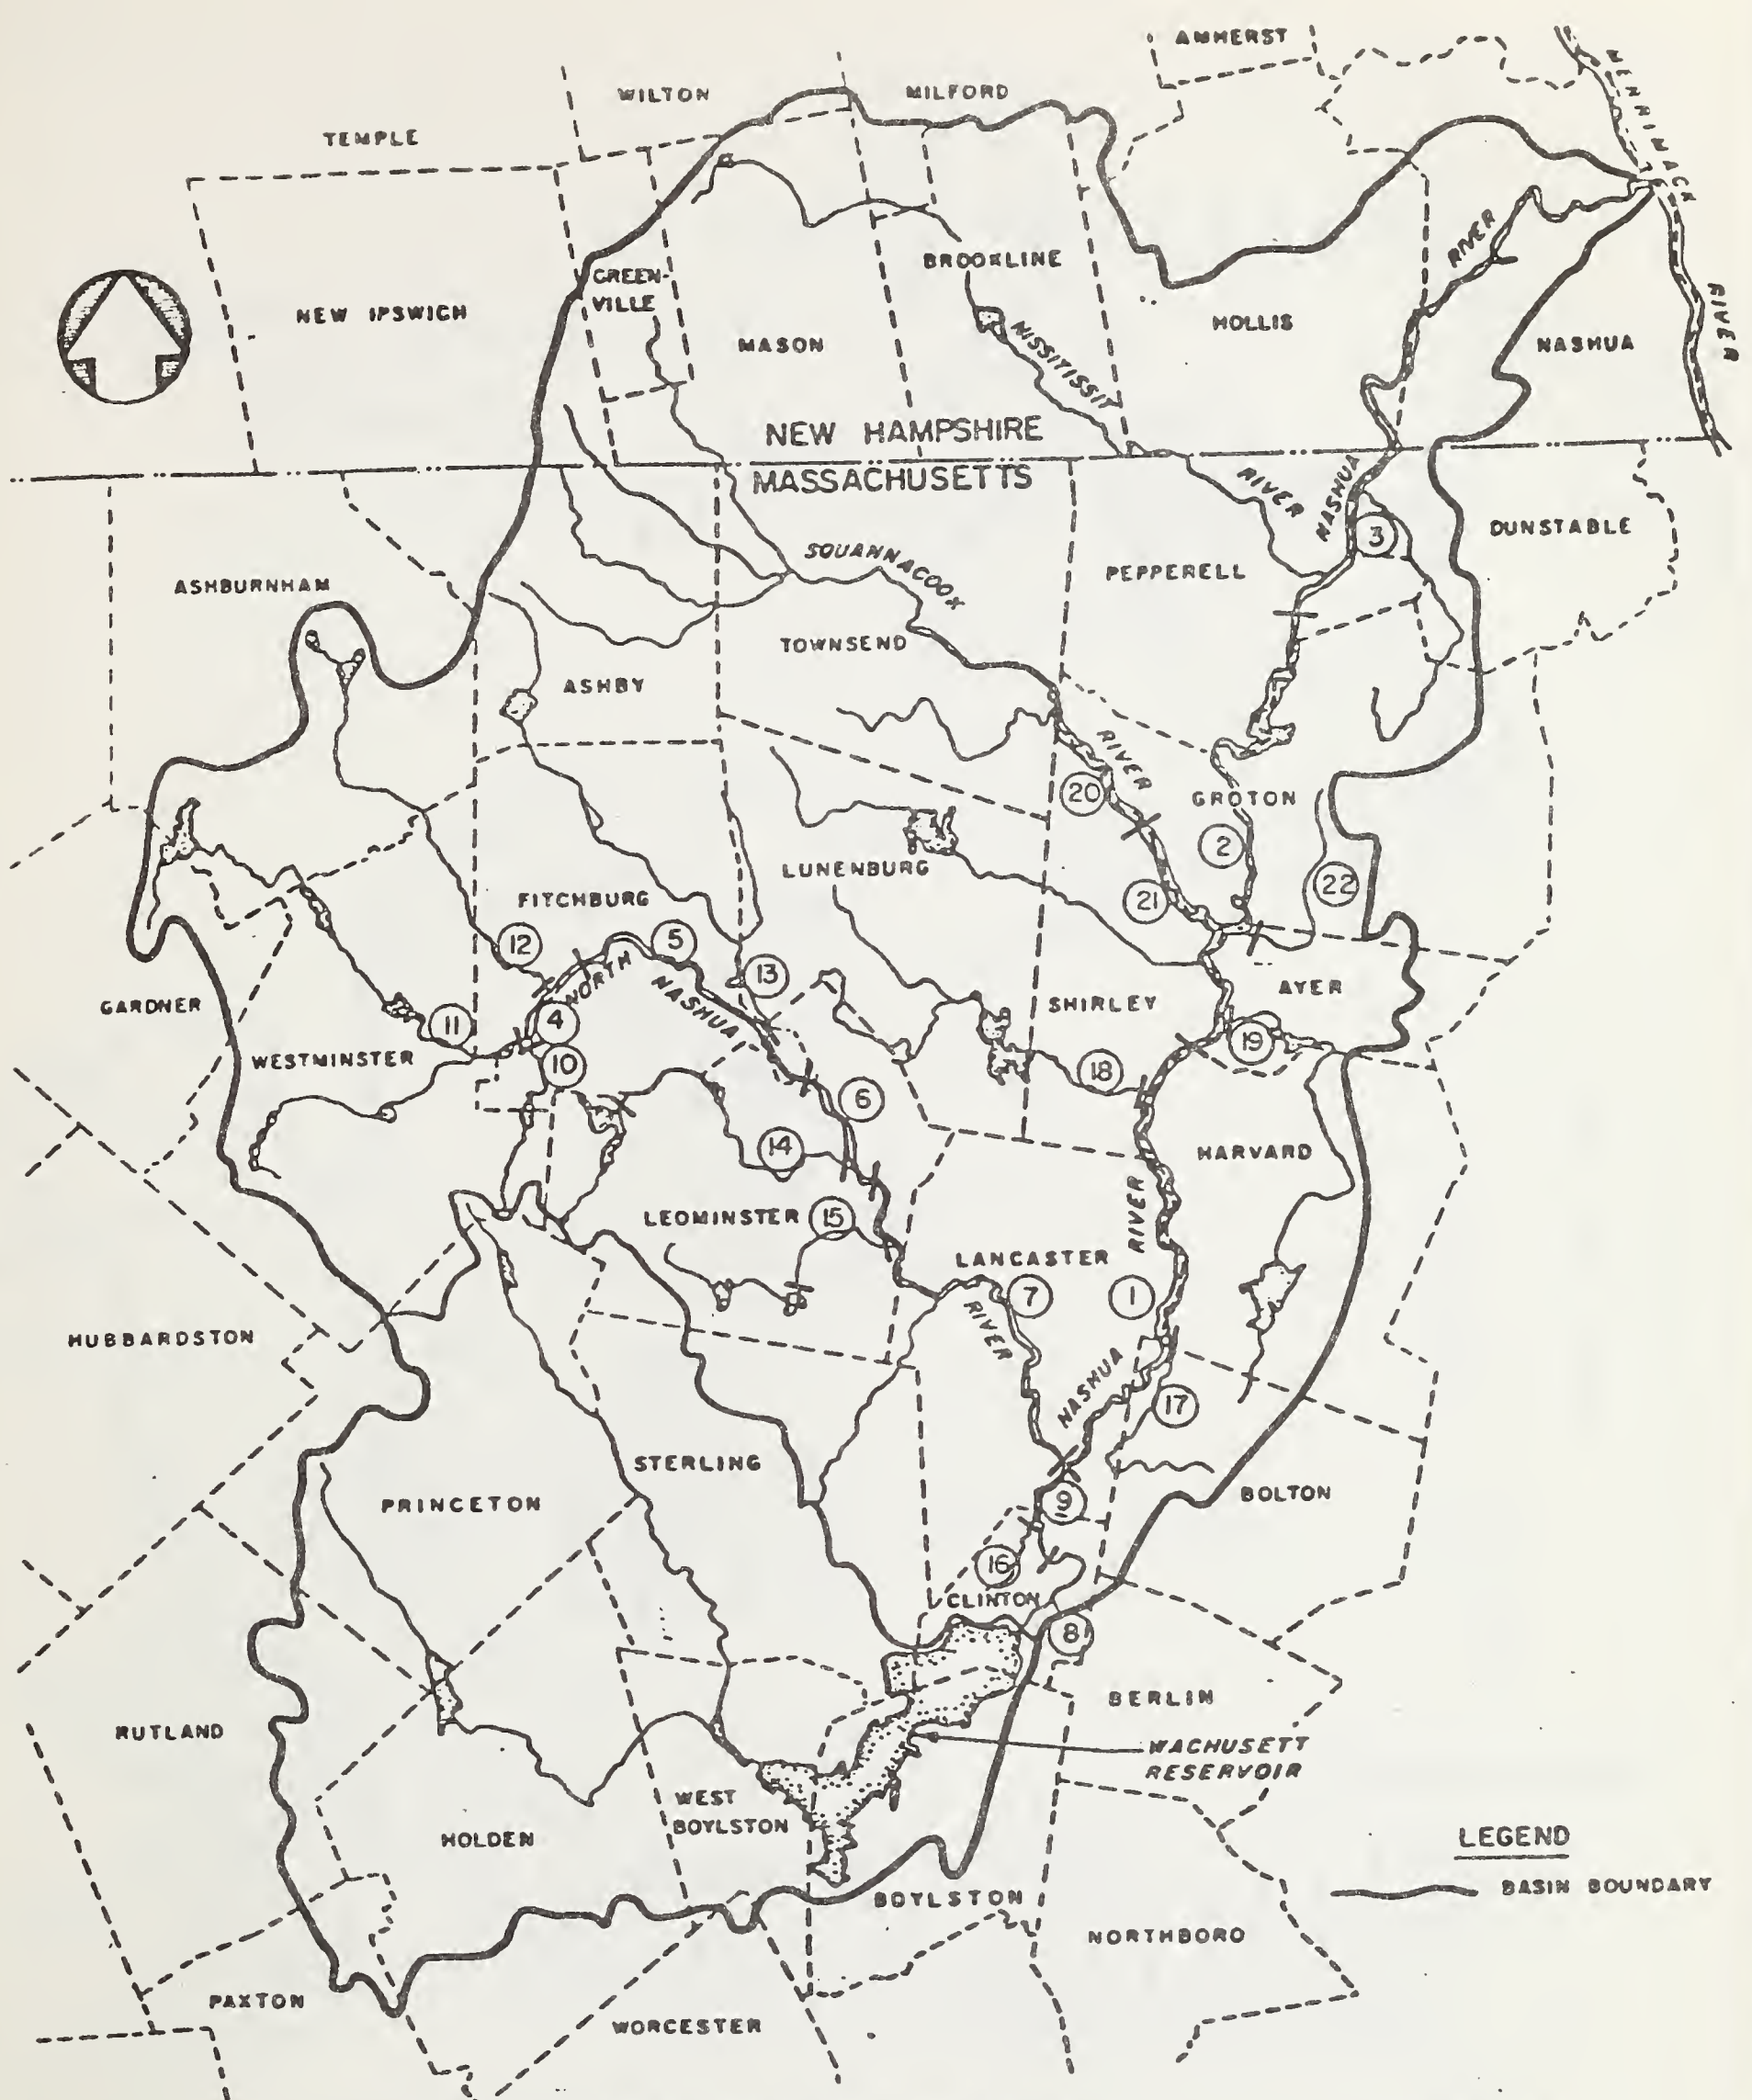 AMHERST
WILTON
MILFORD
TEMPLE
MERRIMACK
RIVER
RIVER
BROOKLINE
GREEN-
VILLE
NEW IPSWICH
MASON
HOLLIS
NASHUA
NISSITISSIT
NEW HAMPSHIRE
MASSACHUSETTS
RIVER
NASHUA
3
DUNSTABLE
SQUANNACOOK
PEPPERELL
ASHBURNHAM
TOWNSEND
ASHBY
RIVER
20
GROTON
2
LUNENBURG
22
FITCHBURG
21
12
5
13
NORTH
NASHUA
GARDNER
SHIRLEY
AYER
11
4
19
WESTMINSTER
10
18
6
14
HARVARD
LEOMINSTER
15
RIVER
LANCASTER
7
1
RIVER
HUBBARDSTON
NASHUA
17
STERLING
PRINCETON
9
BOLTON
16
CLINTON
8
BERLIN
RUTLAND
WACHUSETT
RESERVOIR
WEST
BOYLSTON
HOLDEN
LEGEND
BASIN BOUNDARY
BOYLSTON
NORTHBORO
PAXTON
WORCESTER